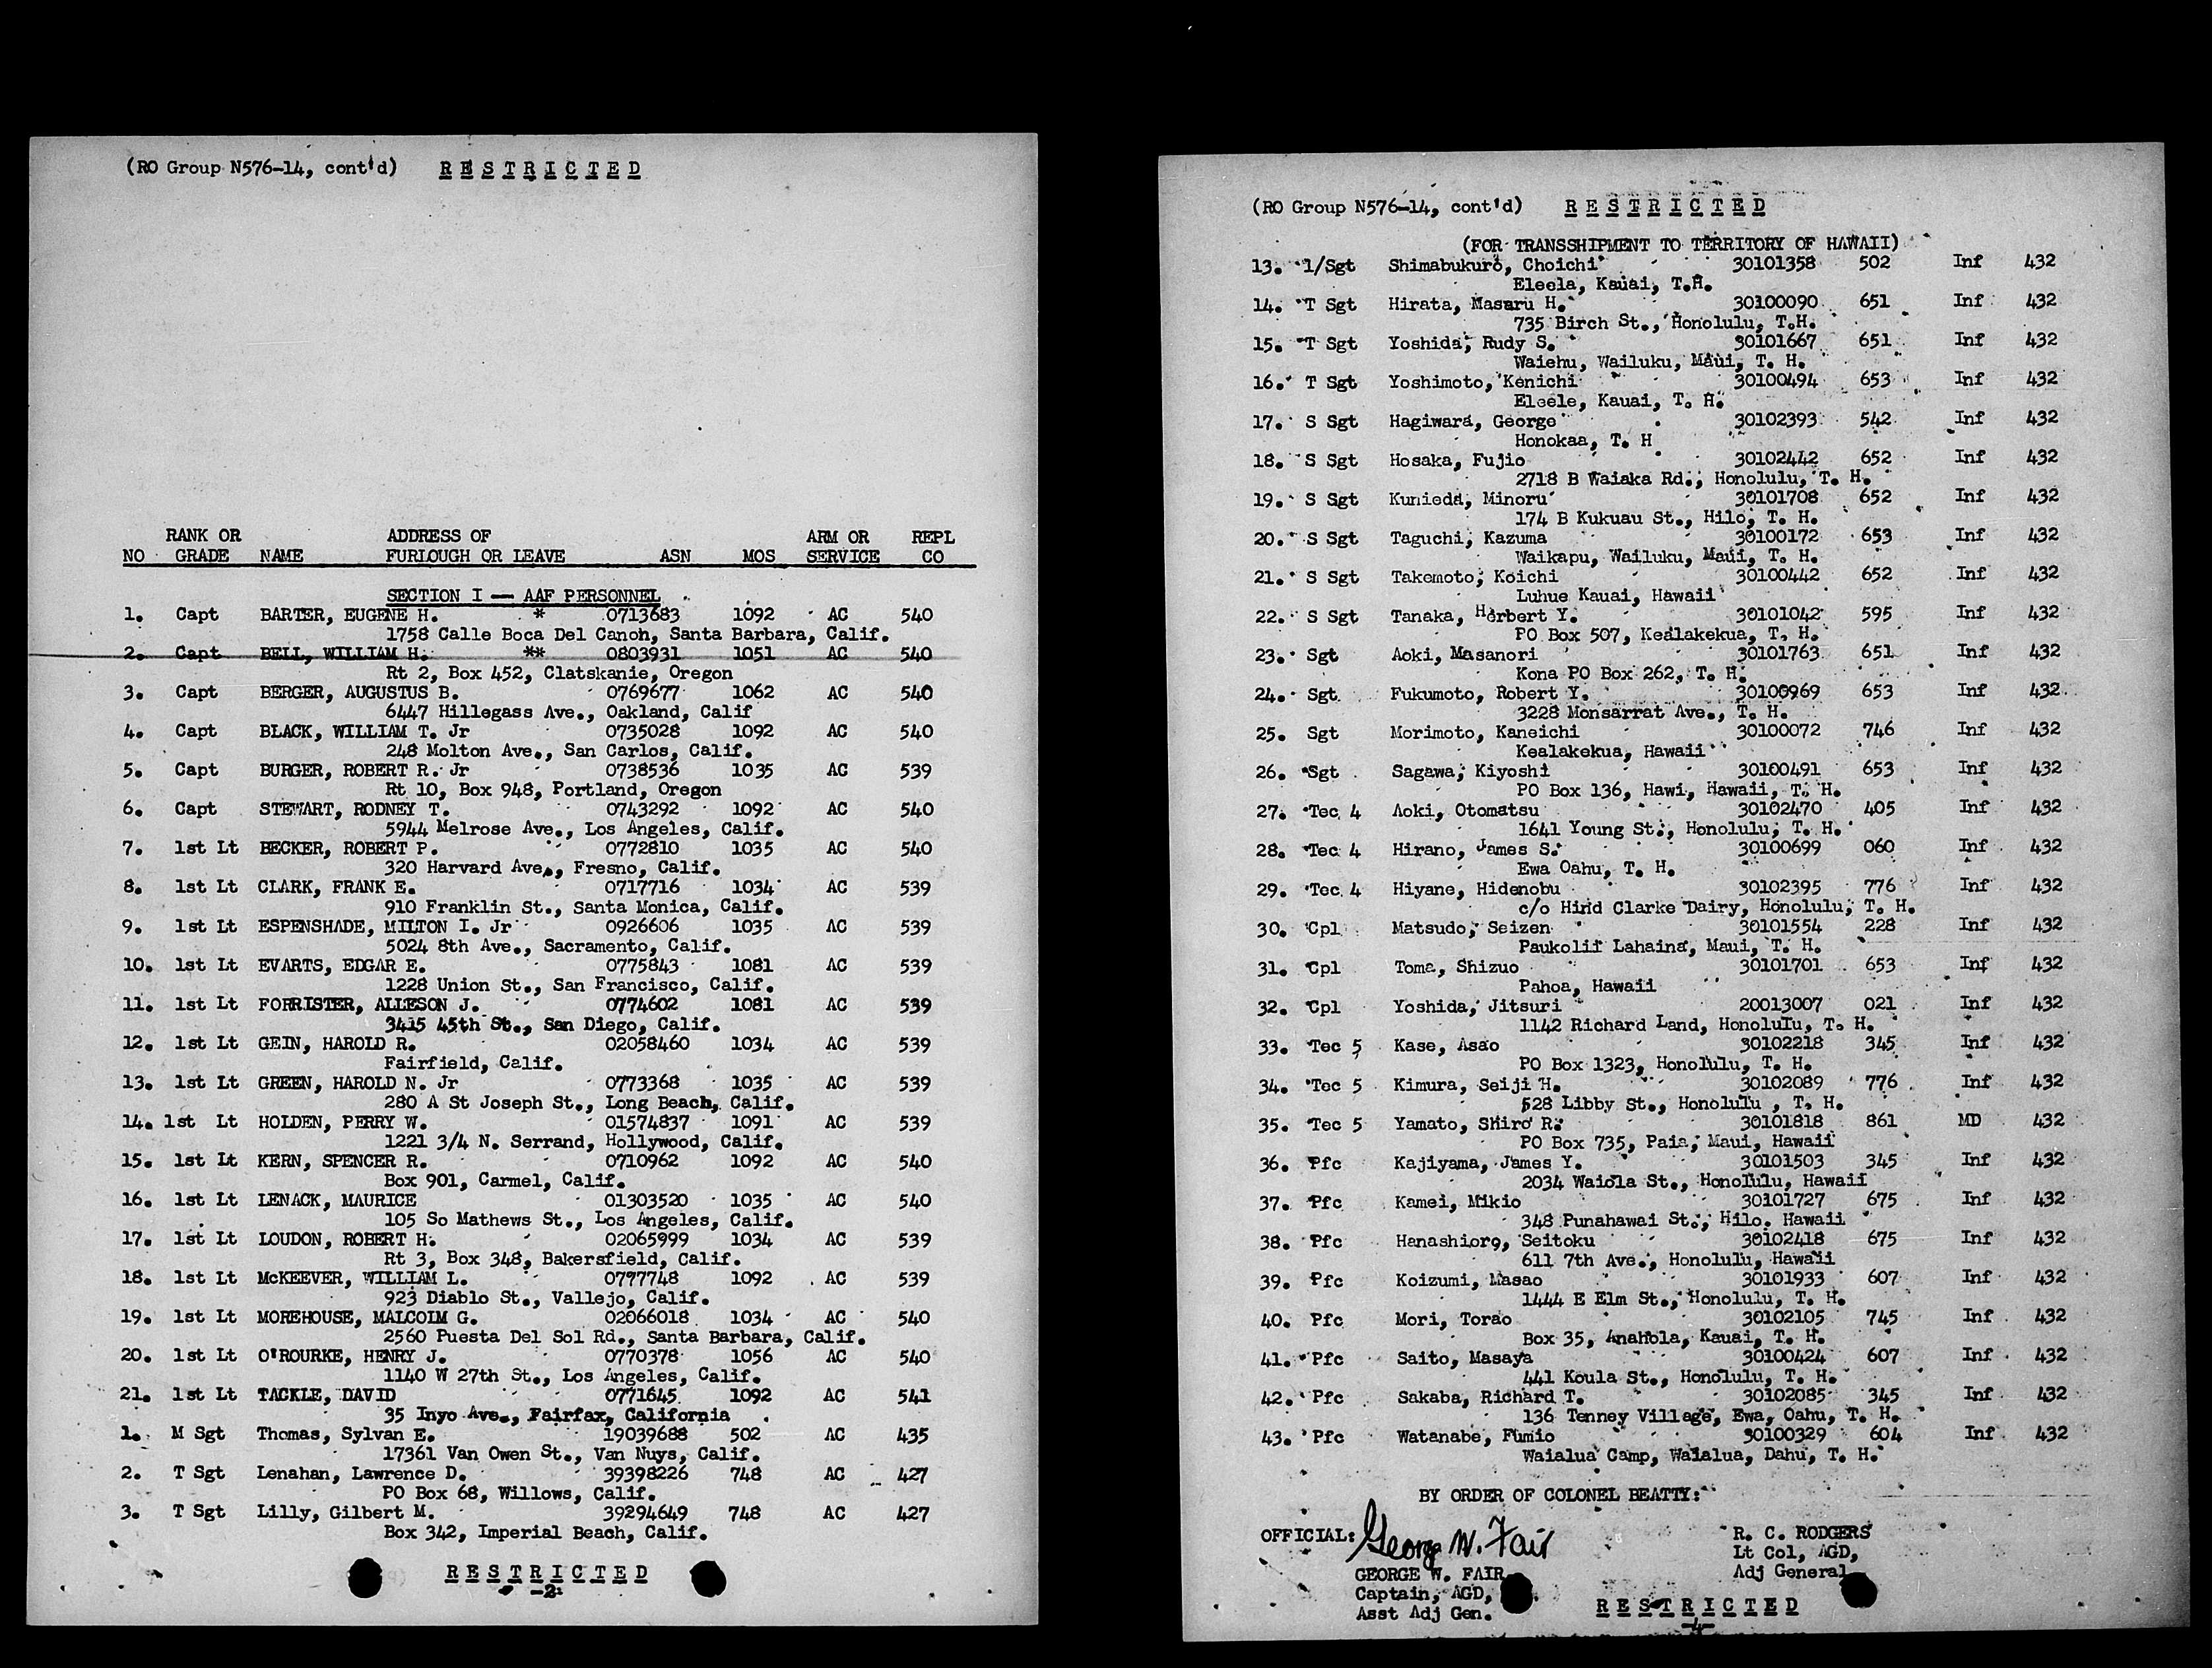 (RO Group N576-14, cont'd) RESTRICTED
RANK OR ADDRESS OF ARM OR REPL
NO GRADE NAME FURLOUGH OR LEAVE ASN MOS SERVICE CO
SECTION I — AAF PERSONNEL
1. Capt BARTER, EUGENE H. * 0713683 1092 AC 540
1758 Calle Boca Del Canon, Santa Barbara, Calif.
2. Capt BELL, WILLIAM H. ** 0803931 1051 AC 540
Rt 2, Box 452, Clatskanie, Oregon
3. Capt BERGER, AUGUSTUS B. 0769677 1062 AC 540
6447 Hillegass Ave., Oakland, Calif
4. Capt BLACK, WILLIAM T. Jr 0735028 1092 AC 540
248 Molton Ave., San Carlos, Calif.
5. Capt BURGER, ROBERT R. Jr 0738536 1035 AC 539
Rt 10, Box 948, Portland, Oregon
6. Capt STEWART, RODNEY T. 0743292 1092 AC 540
5944 Melrose Ave., Los Angeles, Calif.
7. 1st Lt BECKER, ROBERT P. 0772810 1035 AC 540
320 Harvard Ave., Fresno, Calif.
8. 1st Lt CLARK, FRANK E. 0717716 1034 AC 539
910 Franklin St., Santa Monica, Calif.
9. 1st Lt ESPENSHADE, MILTON I. Jr 0926606 1035 AC 539
5024 8th Ave., Sacramento, Calif.
10. 1st Lt EVARTS, EDGAR E. 0775843 1081 AC 539
1228 Union St., San Francisco, Calif.
11. 1st Lt FORRISTER, ALLESON J. 0774602 1081 AC 539
3415 45th St., San Diego, Calif.
12. 1st Lt GEIN, HAROLD R. 02058460 1034 AC 539
Fairfield, Calif.
13. 1st Lt GREEN, HAROLD N. Jr 0773368 1035 AC 539
280 A St Joseph St., Long Beach, Calif.
14. 1st Lt HOLDEN, PERRY W. 01574837 1091 AC 539
1221 3/4 N. Serrand, Hollywood, Calif.
15. 1st Lt KERN, SPENCER R. 0710962 1092 AC 540
Box 901, Carmel, Calif.
16. 1st Lt LENACK, MAURICE 01303520 1035 AC 540
105 So Mathews St., Los Angeles, Calif.
17. 1st Lt LOUDON, ROBERT H. 02065999 1034 AC 539
Rt 3, Box 348, Bakersfield, Calif.
18. 1st Lt McKEEVER, WILLIAM L. 0777748 1092 AC 539
923 Diablo St., Vallejo, Calif.
19. 1st Lt MOREHOUSE, MALCOLM G. 02066018 1034 AC 540
2560 Puesta Del Sol Rd., Santa Barbara, Calif.
20. 1st Lt O'ROURKE, HENRY J. 0770378 1056 AC 540
1140 W 27th St., Los Angeles, Calif.
21. 1st Lt TACKLE, DAVID 0771645 1092 AC 541
35 Inyo Ave., Fairfax, California
1. M Sgt Thomas, Sylvan E. 19039688 502 AC 435
17361 Van Owen St., Van Nuys, Calif.
2. T Sgt Lenahan, Lawrence D. 39398226 748 AC 427
PO Box 68, Willows, Calif.
3. T Sgt Lilly, Gilbert M. 39294649 748 AC 427
Box 342, Imperial Beach, Calif.
RESTRICTED
-2-
(RO Group N576-14, cont'd) RESTRICTED
(FOR TRANSSHIPMENT TO TERRITORY OF HAWAII)
13. 1/Sgt Shimabukuro, Choichi 30101358 502 Inf 432
Eleela, Kauai, T.H.
14. T Sgt Hirata, Masaru H. 30100090 651 Inf 432
735 Birch St., Honolulu, T.H.
15. T Sgt Yoshida, Rudy S. 30101667 651 Inf 432
Waiehu, Wailuku, Maui, T. H.
16. T Sgt Yoshimoto, Kenichi 30100494 653 Inf 432
Eleele, Kauai, T. H.
17. S Sgt Hagiwara, George 30102393 542 Inf 432
Honokaa, T. H
18. S Sgt Hosaka, Fujio 30102442 652 Inf 432
2718 B Waiaka Rd., Honolulu, T. H.
19. S Sgt Kunieda, Minoru 30101708 652 Inf 432
174 B Kukuau St., Hilo, T. H.
20. S Sgt Taguchi, Kazuma 30100172 653 Inf 432
Waikapu, Wailuku, Maui, T. H.
21. S Sgt Takemoto, Koichi 30100442 652 Inf 432
Luhue Kauai, Hawaii
22. S Sgt Tanaka, Herbert Y. 30101042 595 Inf 432
PO Box 507, Kealakekua, T. H.
23. Sgt Aoki, Masanori 30101763 651 Inf 432
Kona PO Box 262, T. H.
24. Sgt Fukumoto, Robert Y. 30100969 653 Inf 432
3228 Monsarrat Ave., T. H.
25. Sgt Morimoto, Kaneichi 30100072 746 Inf 432
Kealakekua, Hawaii
26. Sgt Sagawa, Kiyoshi 30100491 653 Inf 432
PO Box 136, Hawi, Hawaii, T. H.
27. Tec 4 Aoki, Otomatsu 30102470 405 Inf 432
1641 Young St., Honolulu, T. H.
28. Tec 4 Hirano, James S. 30100699 060 Inf 432
Ewa Oahu, T. H.
29. Tec 4 Hiyane, Hidenobu 30102395 776 Inf 432
c/o Hind Clarke Dairy, Honolulu, T. H.
30. Cpl Matsudo, Seizen 30101554 228 Inf 432
Paukolii Lahaina, Maui, T. H.
31. Cpl Toma, Shizuo 30101701 653 Inf 432
Pahoa, Hawaii
32. Cpl Yoshida, Jitsuri 20013007 021 Inf 432
1142 Richard Land, Honolulu, T. H.
33. Tec 5 Kase, Asao 30102218 345 Inf 432
PO Box 1323, Honolulu, T. H.
34. Tec 5 Kimura, Seiji H. 30102089 776 Inf 432
528 Libby St., Honolulu , T. H.
35. Tec 5 Yamato, Shiro R. 30101818 861 MD 432
PO Box 735, Paia, Maui, Hawaii
36. Pfc Kajiyama, James Y. 30101503 345 Inf 432
2034 Waiola St., Honolulu, Hawaii
37. Pfc Kamei, Mikio 30101727 675 Inf 432
348 Punahawai St., Hilo. Hawaii
38. Pfc Hanashioro, Seitoku 30102418 675 Inf 432
611 7th Ave., Honolulu, Hawaii
39. Pfc Koizumi, Masao 30101933 607 Inf 432
1444 E Elm St., Honolulu, T. H.
40. Pfc Mori, Torao 30102105 745 Inf 432
Box 35, Anahola, Kauai, T. H.
41. Pfc Saito, Masaya 30100424 607 Inf 432
441 Koula St., Honolulu, T. H.
42. Pfc Sakaba, Richard T. 30102085 345 Inf 432
136 Tenney Village, Ewa, Oahu, T. H.
43. Pfc Watanabe, Fumio 30100329 604 Inf 432
Waialua Camp, Waialua, Dahu, T. H.
BY ORDER OF COLONEL BEATTY:
OFFICIAL: George W. Fair
R. C. RODGERS
Lt Col, AGD,
Adj General
GEORGE W. FAIR
Captain, AGD,
Asst Adj Gen.
RESTRICTED
-4-